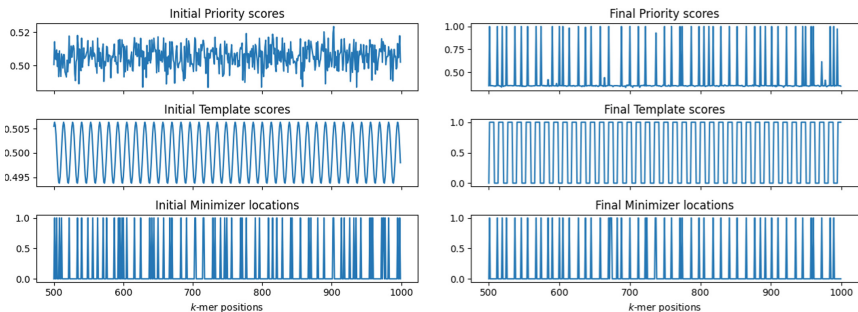 Initial Priority scores
0.52
0.50
Initial Template scores
0.505
0.500
0.495
Initial Minimizer locations
1.0
0.5
0.0
500 600 700 800 900 1000
k-mer positions
Final Priority scores
1.00
0.75
0.50
Final Template scores
1.0
0.5
0.0
Final Minimizer locations
1.0
0.5
0.0
500 600 700 800 900 1000
k-mer positions